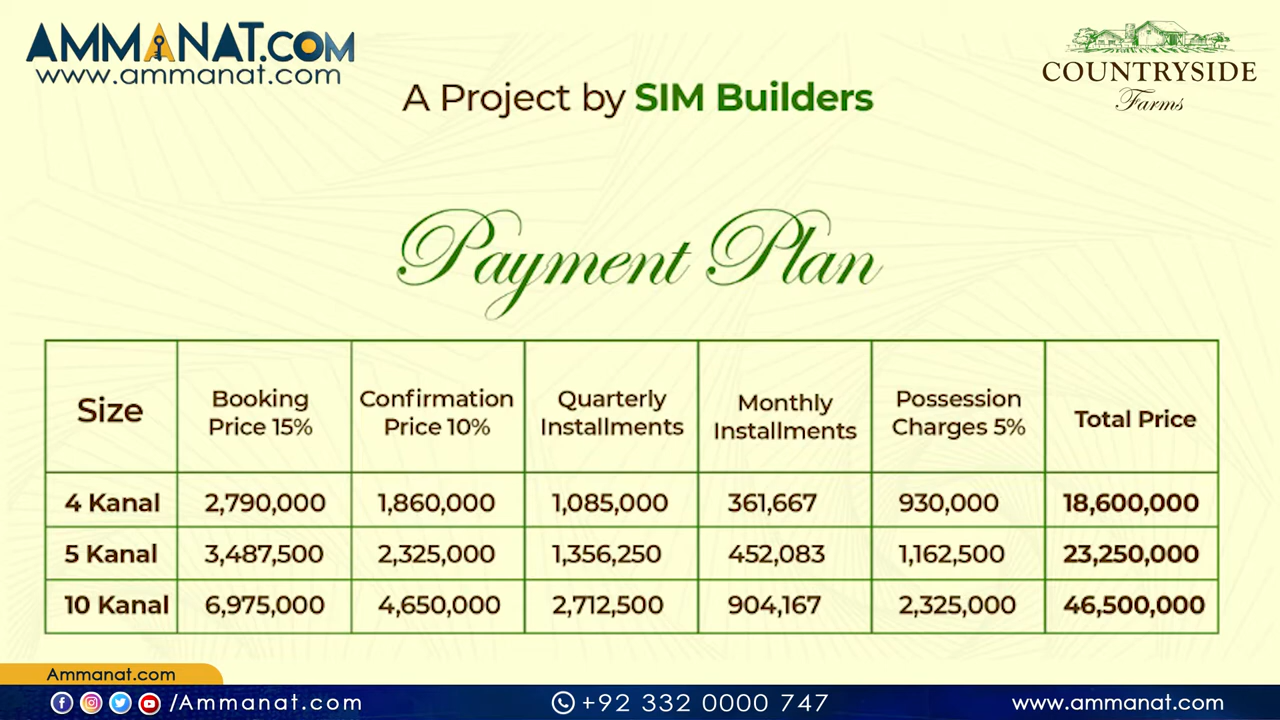 AMMANAT.COM
www.ammanat.com
COUNTRYSIDE
Farms
A Project by SIM Builders
Payment Plan
Size
Booking
Price 15%
Confirmation
Price 10%
Quarterly
Installments
Monthly
Installments
Possession
Charges 5%
Total Price
4 Kanal 2,790,000 1,860,000 1,085,000 361,667 930,000 18,600,000
5 Kanal 3,487,500 2,325,000 1,356,250 452,083 1,162,500 23,250,000
10 Kanal 6,975,000 4,650,000 2,712,500 904,167 2,325,000 46,500,000
Ammanat.com
/Ammanat.com
+92 332 0000 747
www.ammanat.com